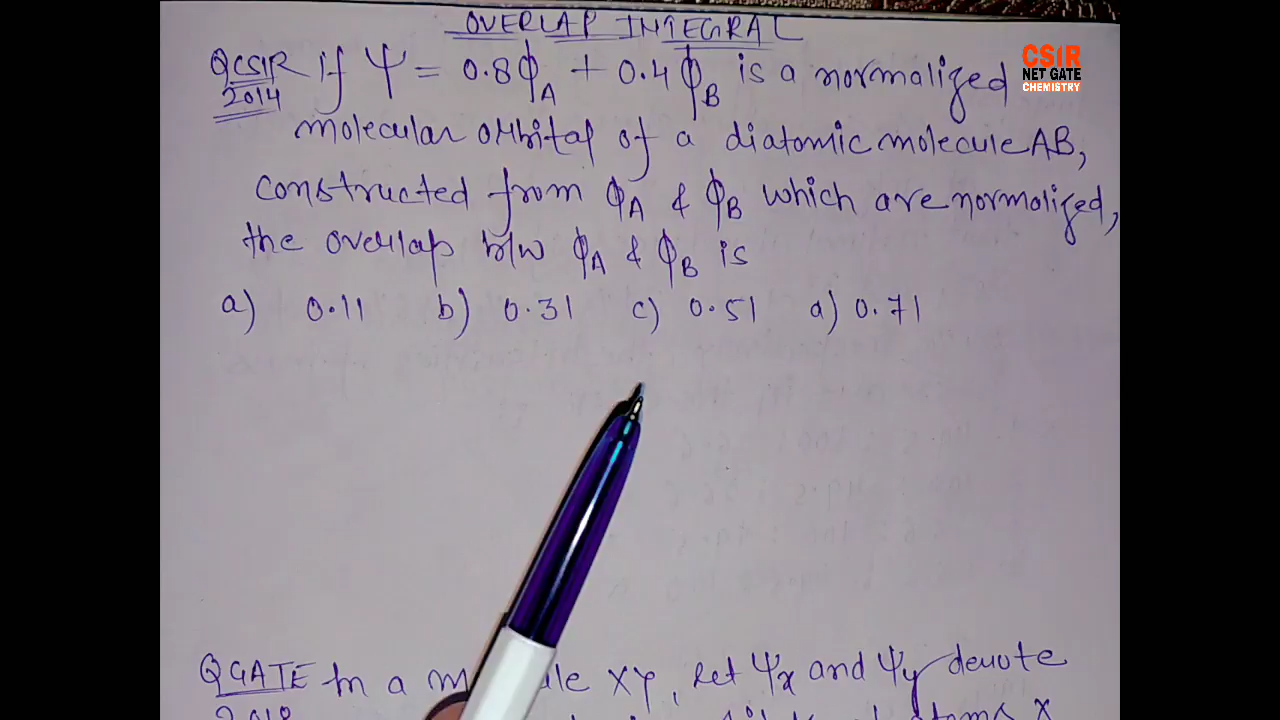 OVERLAP INTEGRAL
QCSIR 2014 if Ψ = 0.8ϕA + 0.4ϕB is a normalized
molecular orbital of a diatomic molecule AB,
constructed from ϕA & ϕB which are normalized,
the overlap b/w ϕA & ϕB is
a) 0.11 b) 0.31 c) 0.51 a) 0.71
CSIR
NET GATE
CHEMISTRY
QGATE In a XY, let Ψx and Ψy denote
2018 atoms X